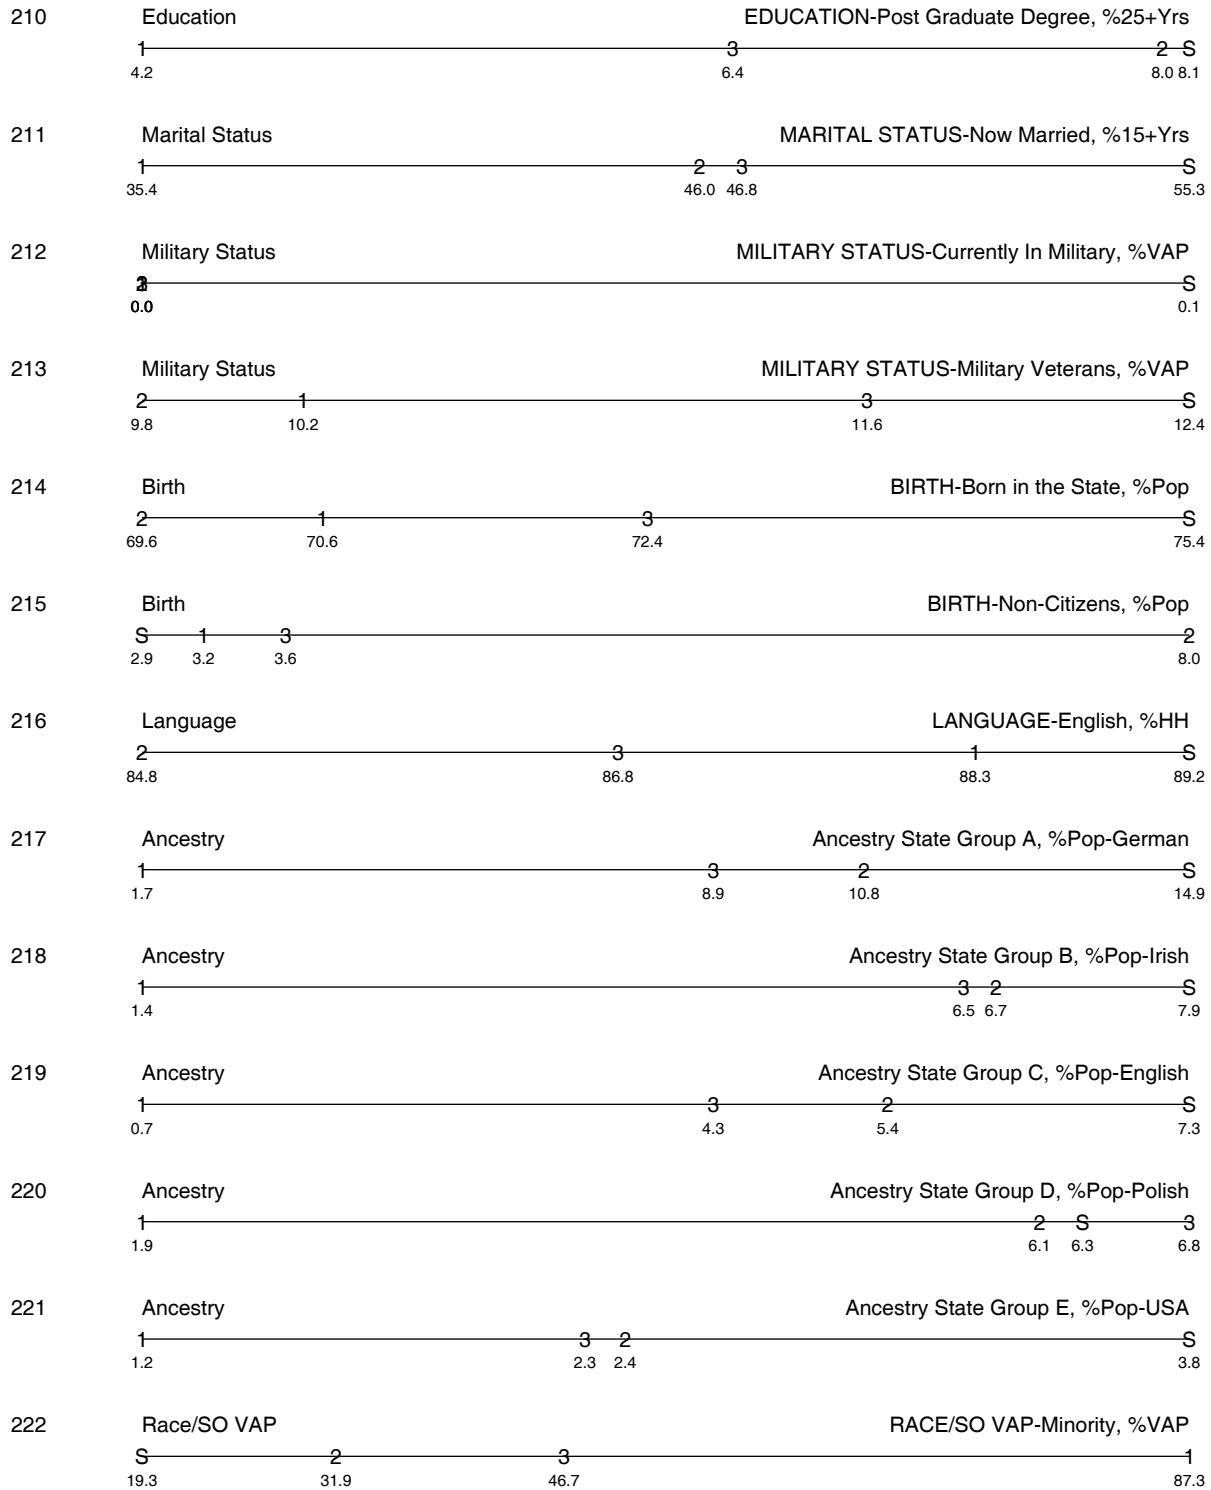 210 Education EDUCATION-Post Graduate Degree, %25+Yrs
1 3 2 S
4.2 6.4 8.0 8.1
211 Marital Status MARITAL STATUS-Now Married, %15+Yrs
1 2 3 S
35.4 46.0 46.8 55.3
212 Military Status MILITARY STATUS-Currently In Military, %VAP
S
0.0 0.1
213 Military Status MILITARY STATUS-Military Veterans, %VAP
2 1 3 S
9.8 10.2 11.6 12.4
214 Birth BIRTH-Born in the State, %Pop
2 1 3 S
69.6 70.6 72.4 75.4
215 Birth BIRTH-Non-Citizens, %Pop
S 1 3 2
2.9 3.2 3.6 8.0
216 Language LANGUAGE-English, %HH
2 3 1 S
84.8 86.8 88.3 89.2
217 Ancestry Ancestry State Group A, %Pop-German
1 3 2 S
1.7 8.9 10.8 14.9
218 Ancestry Ancestry State Group B, %Pop-Irish
1 3 2 S
1.4 6.5 6.7 7.9
219 Ancestry Ancestry State Group C, %Pop-English
1 3 2 S
0.7 4.3 5.4 7.3
220 Ancestry Ancestry State Group D, %Pop-Polish
1 2 S 3
1.9 6.1 6.3 6.8
221 Ancestry Ancestry State Group E, %Pop-USA
1 3 2 S
1.2 2.3 2.4 3.8
222 Race/SO VAP RACE/SO VAP-Minority, %VAP
S 2 3 1
19.3 31.9 46.7 87.3